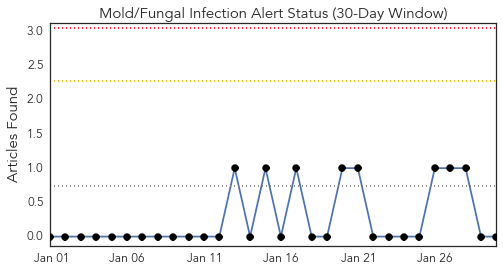 Mold/Fungal Infection Alert Status (30-Day Window)
3.0
2.5
2.0
1.5
1.0
0.5
0.0
Articles Found
Jan 01 Jan 06 Jan 11 Jan 16 Jan 21 Jan 26